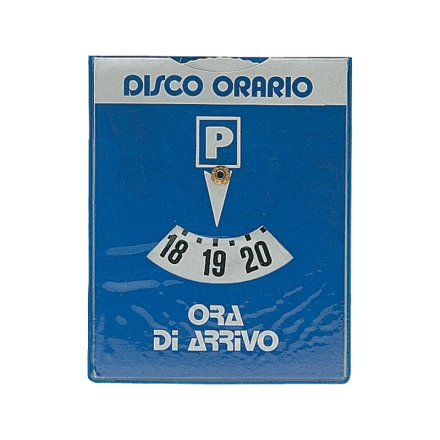 DISCO ORARIO
P
18 19 20
ORA
Di ARRiVO